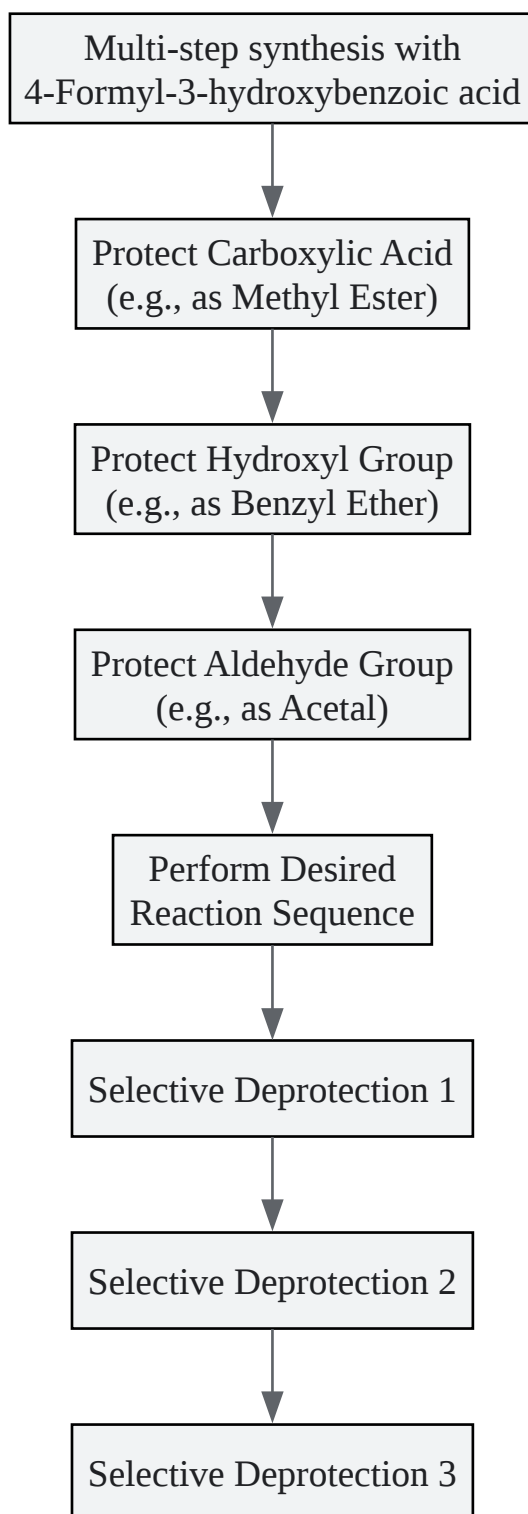 Multi-step synthesis with
4-Formyl-3-hydroxybenzoic acid
Protect Carboxylic Acid
(e.g., as Methyl Ester)
Protect Hydroxyl Group
(e.g., as Benzyl Ether)
Protect Aldehyde Group
(e.g., as Acetal)
Perform Desired
Reaction Sequence
Selective Deprotection 1
Selective Deprotection 2
Selective Deprotection 3